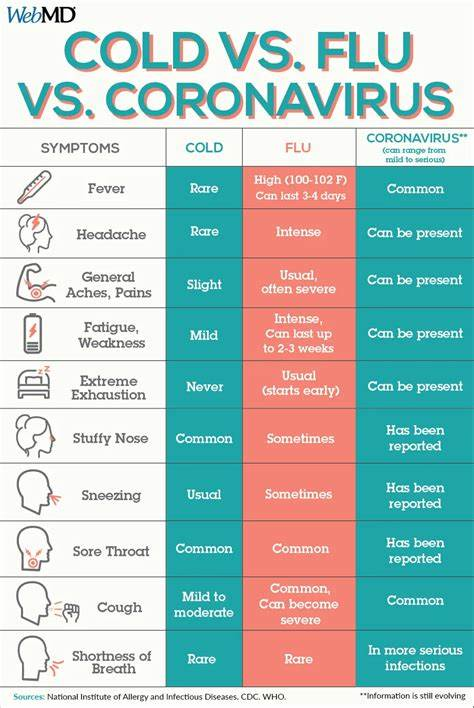 WebMD
COLD VS. FLU
VS. CORONAVIRUS
SYMPTOMS COLD FLU CORONAVIRUS**
(can range from
mild to serious)
Fever Rare High (100-102 F)
Can last 3-4 days Common
Headache Rare Intense Can be present
General
Aches, Pains Slight Usual,
often severe Can be present
Fatigue,
Weakness Mild Intense,
Can last up
to 2-3 weeks Can be present
Extreme
Exhaustion Never Usual
(starts early) Can be present
Stuffy Nose Common Sometimes Has been
reported
Sneezing Usual Sometimes Has been
reported
Sore Throat Common Common Has been
reported
Cough Mild to
moderate Common,
Can become
severe Common
Shortness of
Breath Rare Rare In more serious
infections
Sources: National Institute of Allergy and Infectious Diseases, CDC, WHO. **Information is still evolving